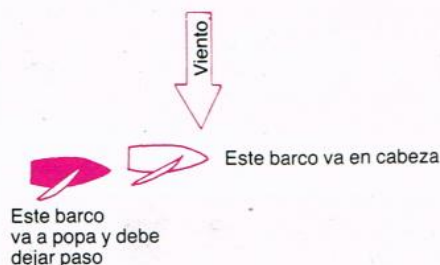 Viento
Este barco va en cabeza
Este barco
va a popa y debe
dejar paso